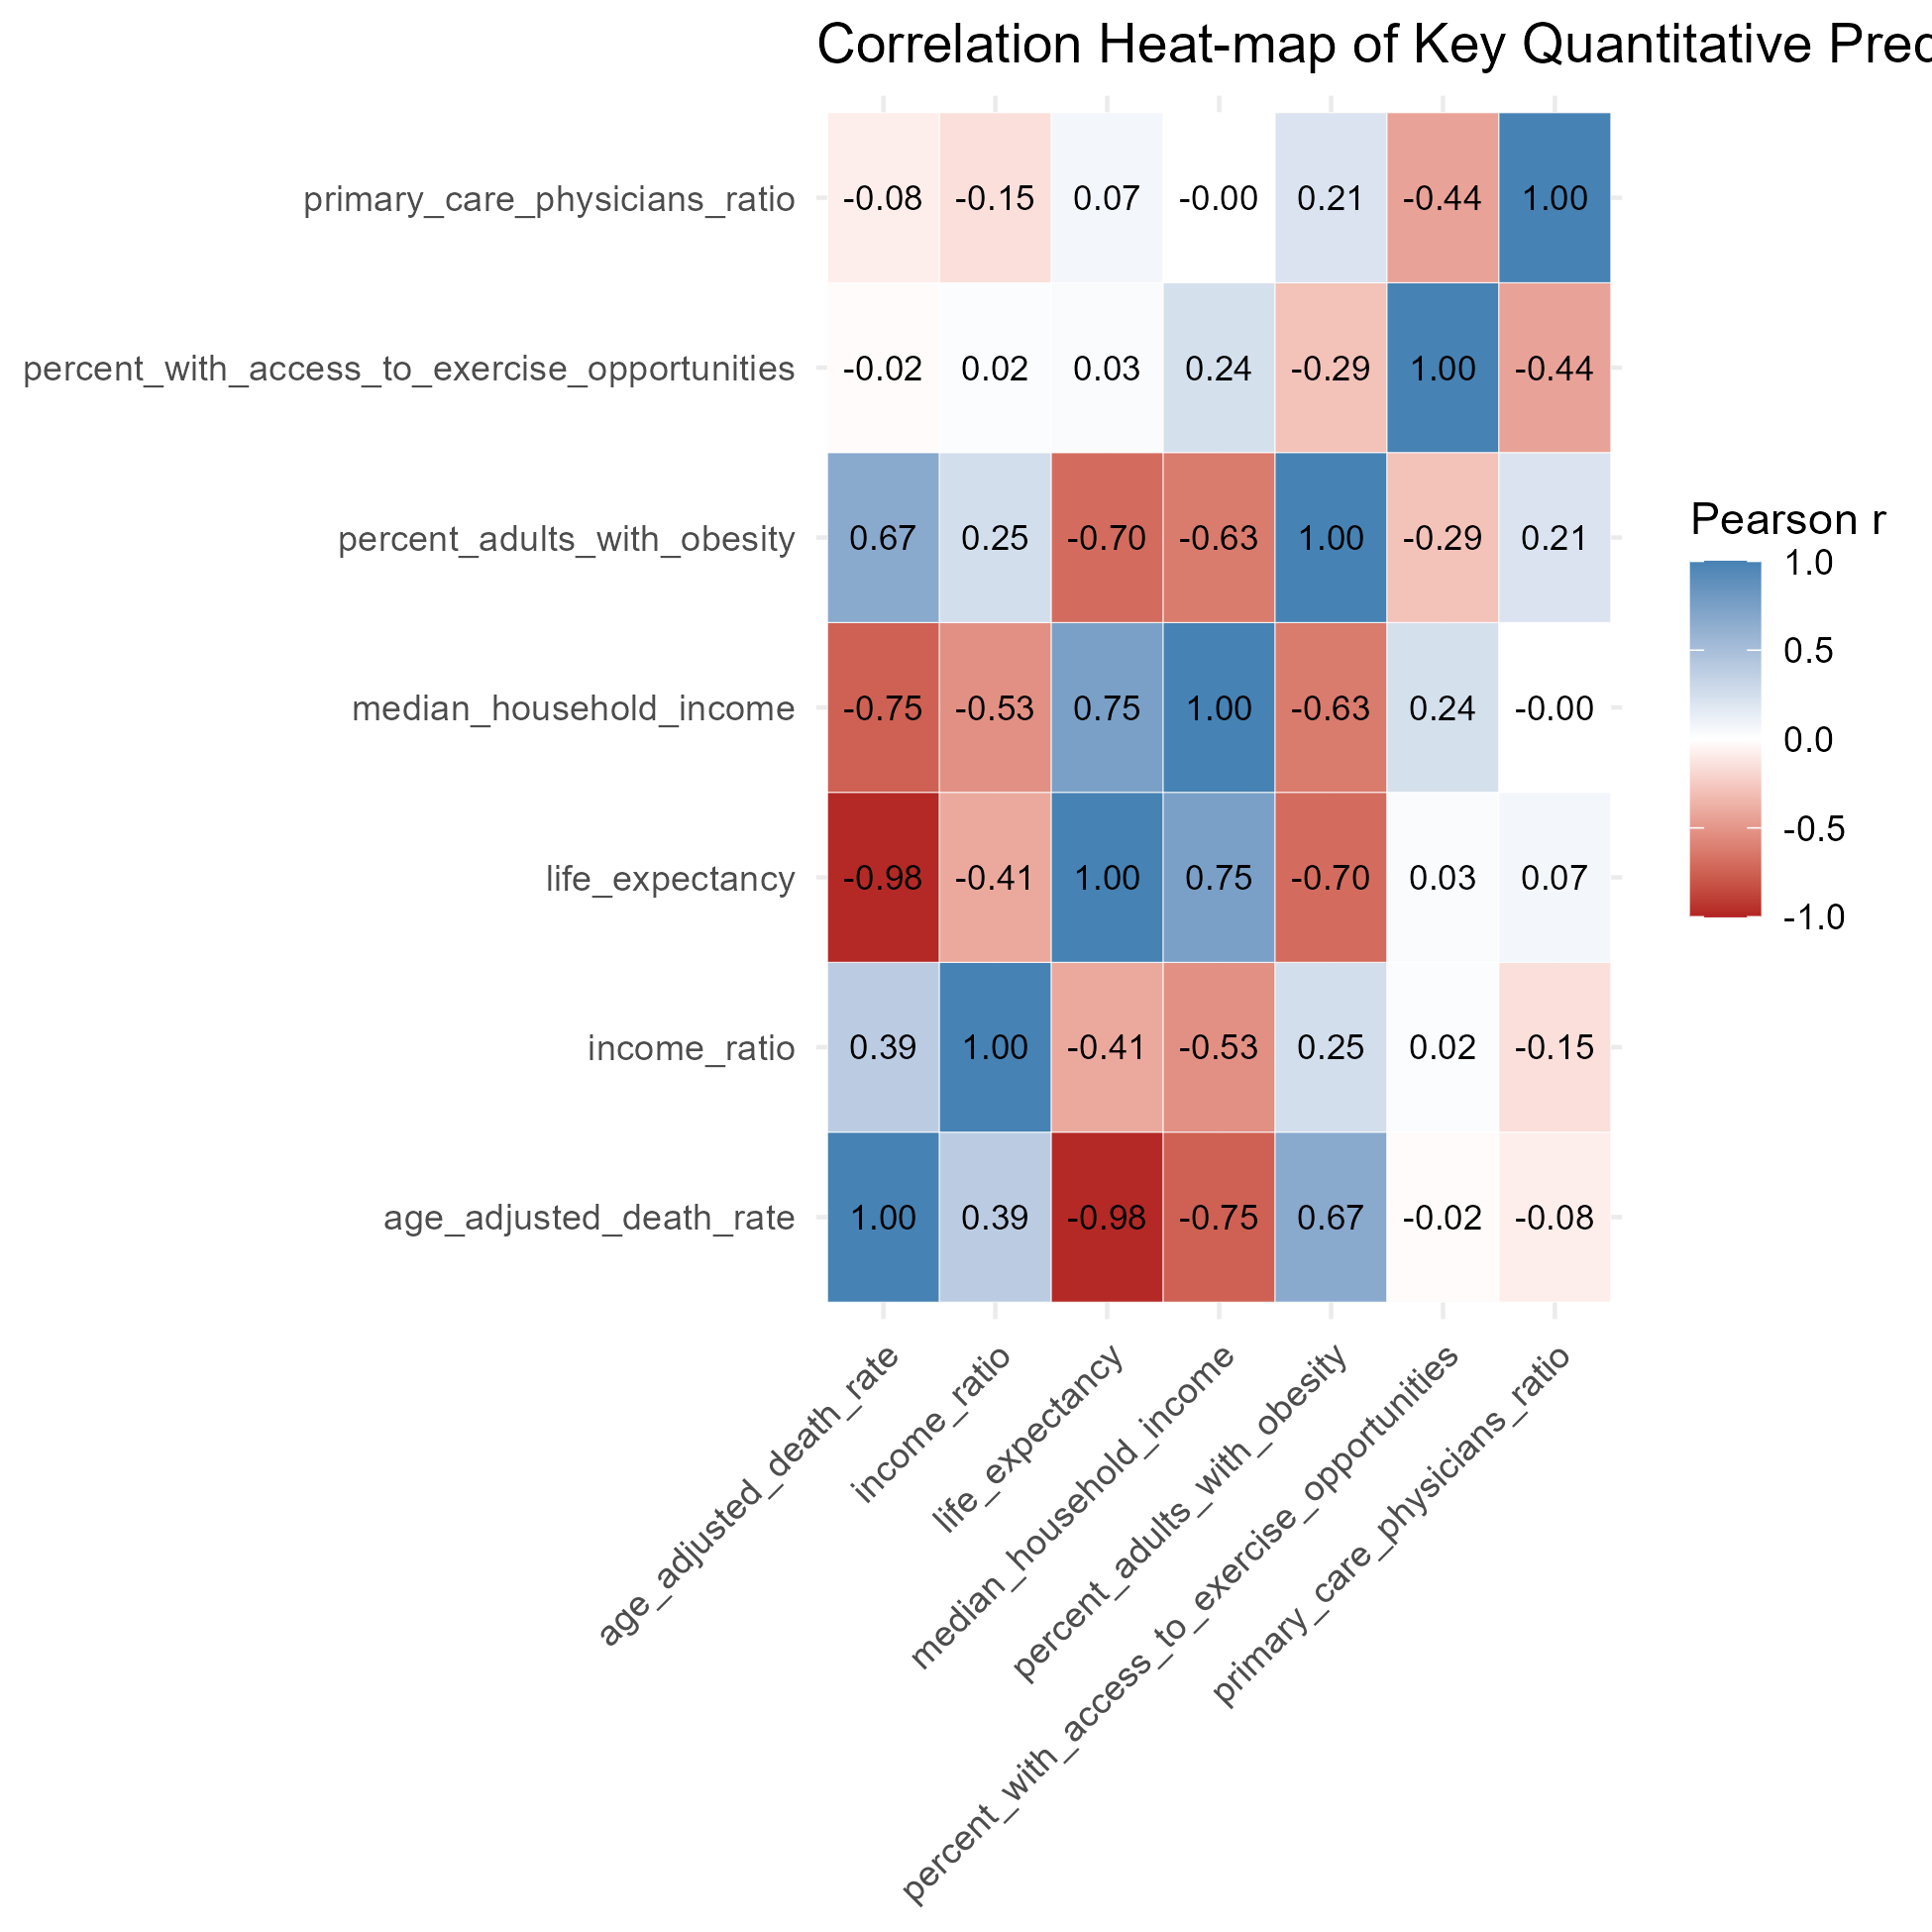 Correlation Heat-map of Key Quantitative Pred
primary_care_physicians_ratio -0.08 -0.15 0.07 -0.00 0.21 -0.44 1.00
percent_with_access_to_exercise_opportunities -0.02 0.02 0.03 0.24 -0.29 1.00 -0.44
percent_adults_with_obesity 0.67 0.25 -0.70 -0.63 1.00 -0.29 0.21
median_household_income -0.75 -0.53 0.75 1.00 -0.63 0.24 -0.00
life_expectancy -0.98 -0.41 1.00 0.75 -0.70 0.03 0.07
income_ratio 0.39 1.00 -0.41 -0.53 0.25 0.02 -0.15
age_adjusted_death_rate 1.00 0.39 -0.98 -0.75 0.67 -0.02 -0.08
age_adjusted_death_rate
income_ratio
life_expectancy
median_household_income
percent_adults_with_obesity
percent_with_access_to_exercise_opportunities
primary_care_physicians_ratio
Pearson r
1.0
0.5
0.0
-0.5
-1.0